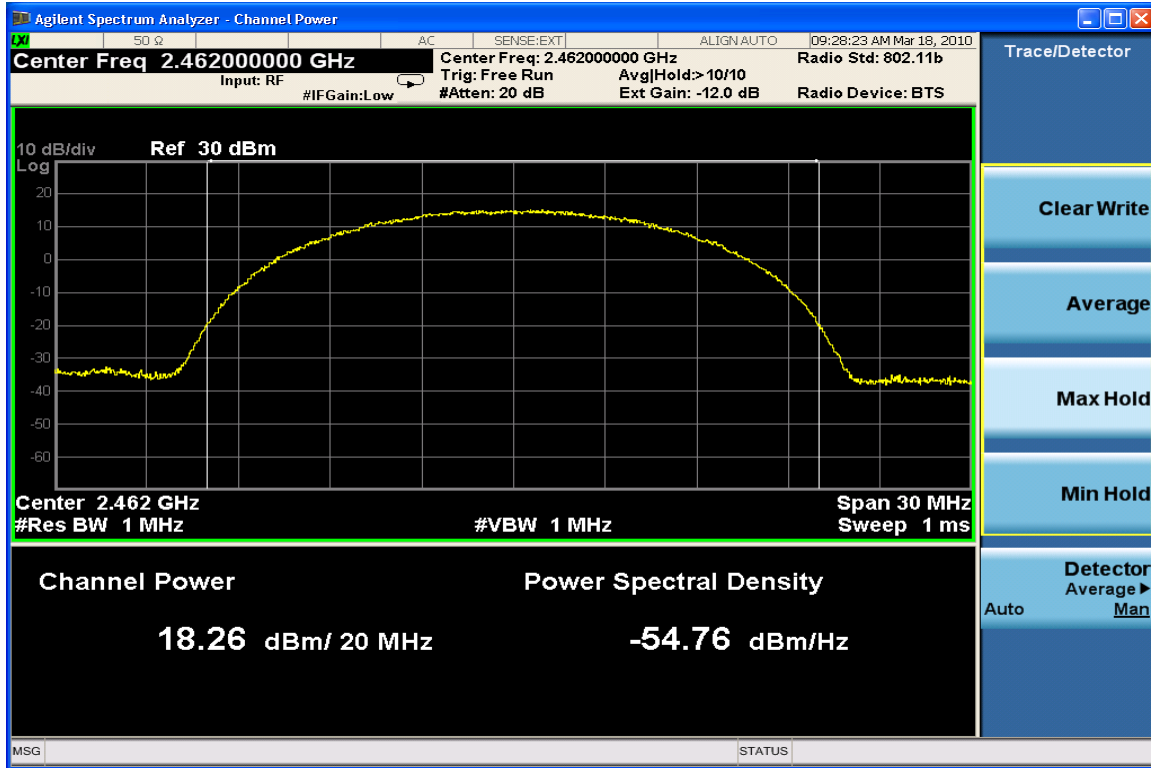 Agilent Spectrum Analyzer - Channel Power
LXI 50 Ω AC SENSE:EXT ALIGN AUTO 09:28:23 AM Mar 18, 2010
Center Freq 2.462000000 GHz
Input: RF
#IFGain:Low
Center Freq: 2.462000000 GHz
Trig: Free Run Avg|Hold:>10/10
#Atten: 20 dB Ext Gain: -12.0 dB
Radio Std: 802.11b
Radio Device: BTS
Trace/Detector
10 dB/div Ref 30 dBm
Log
20
10
0
-10
-20
-30
-40
-50
-60
Center 2.462 GHz Span 30 MHz
#Res BW 1 MHz #VBW 1 MHz Sweep 1 ms
Channel Power Power Spectral Density
18.26 dBm/ 20 MHz -54.76 dBm/Hz
Clear Write
Average
Max Hold
Min Hold
Detector
Average▶
Auto Man
MSG STATUS